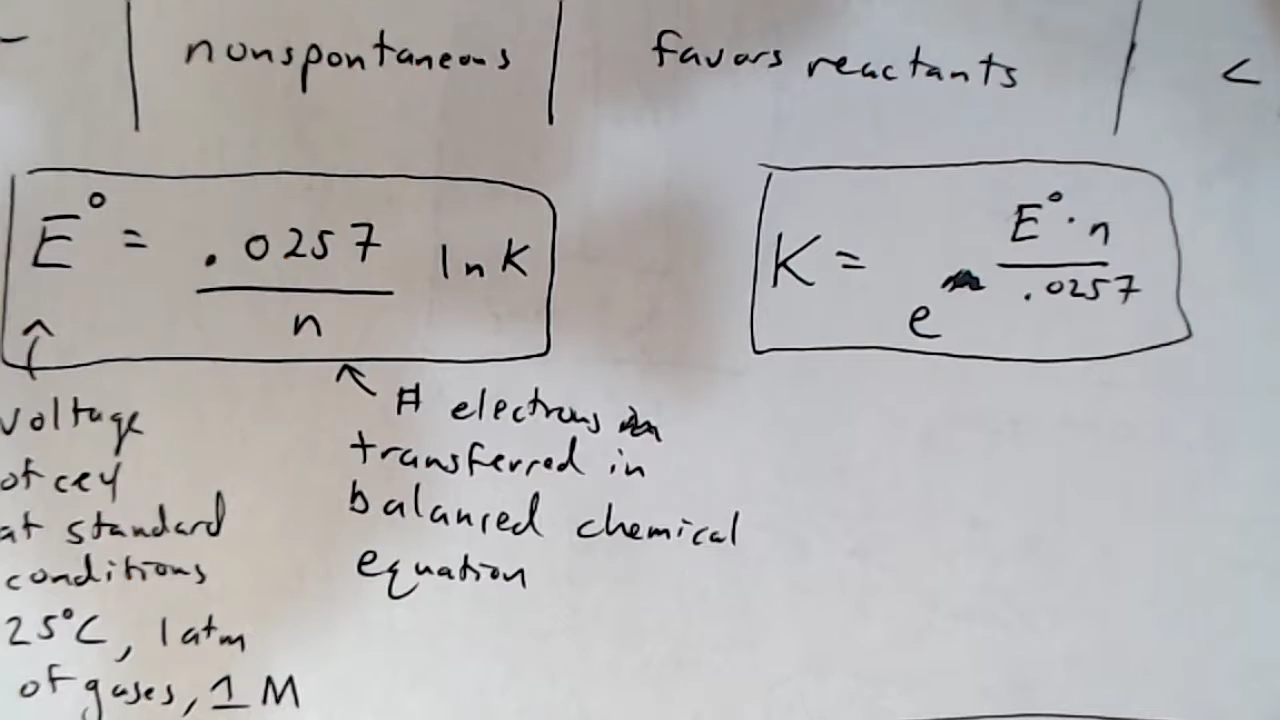 - | nonspontaneous | favors reactants | <
E° = .0257/n ln K
K = e^(E°·n/.0257)
voltage
of cell
at standard
conditions
25°C, 1 atm
of gases, 1 M
# electrons
transferred in
balanced chemical
equation